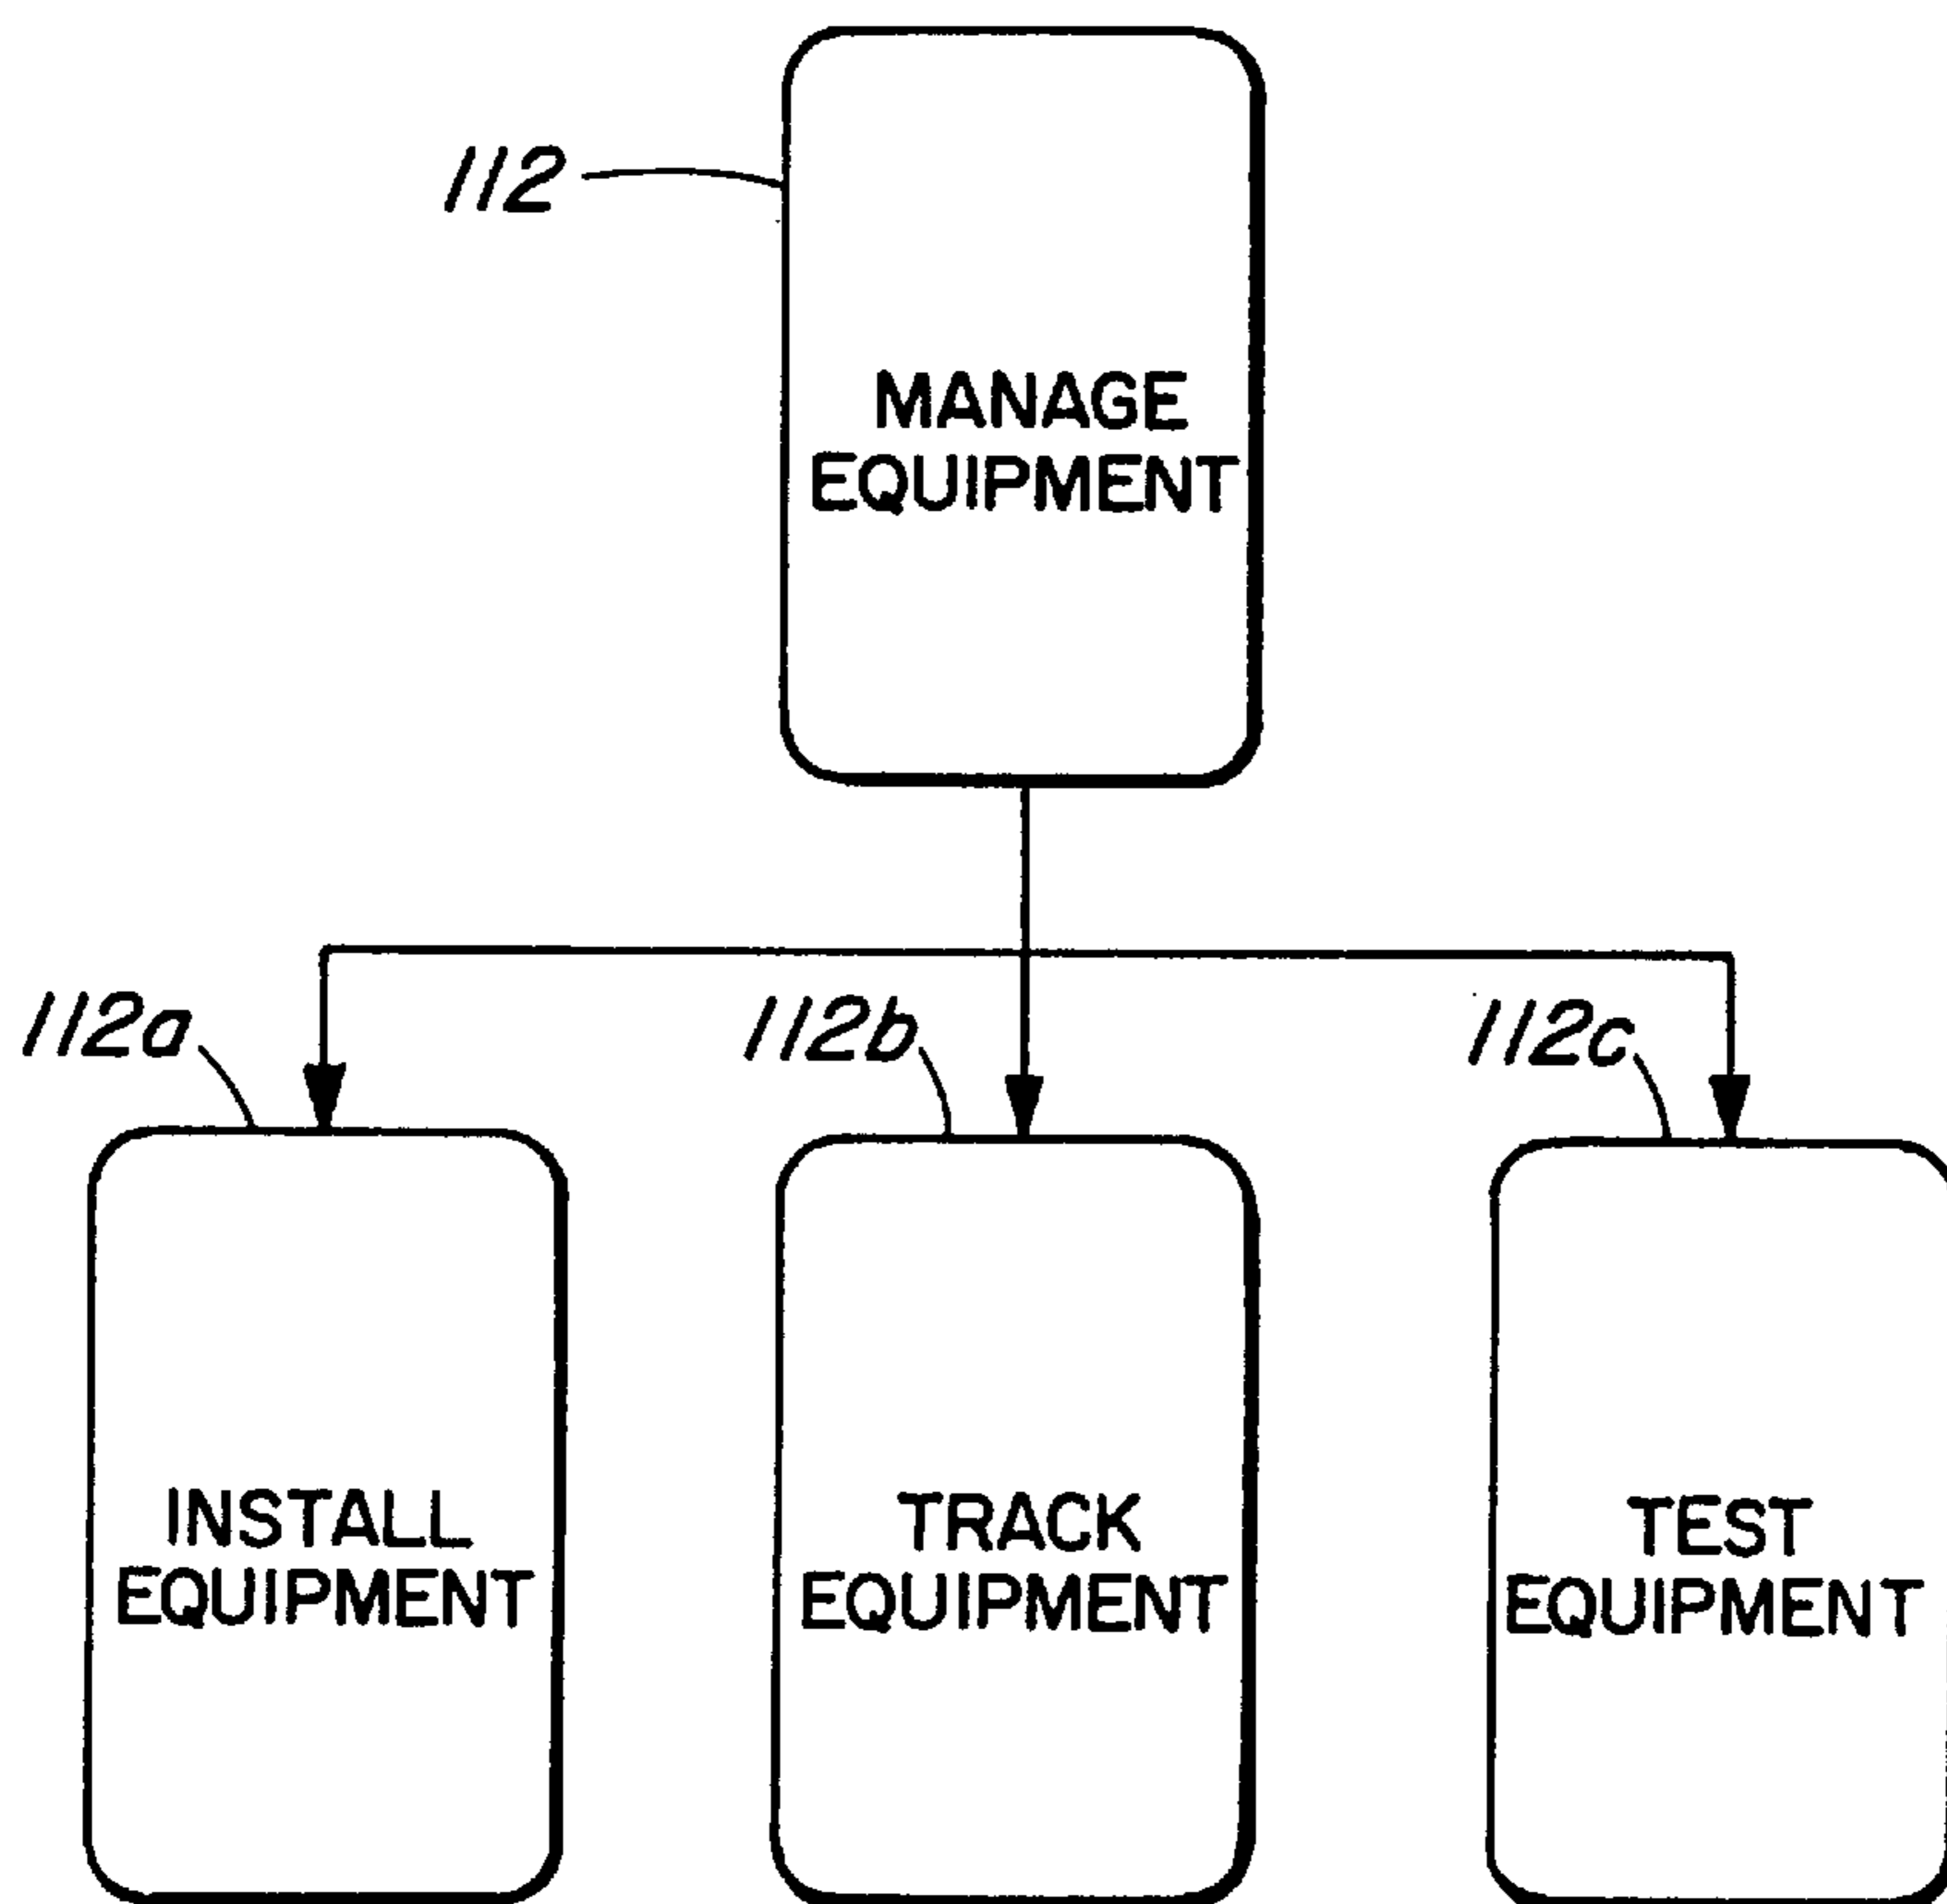 112
MANAGE
EQUIPMENT
112a
112b
112c
INSTALL
EQUIPMENT
TRACK
EQUIPMENT
TEST
EQUIPMENT